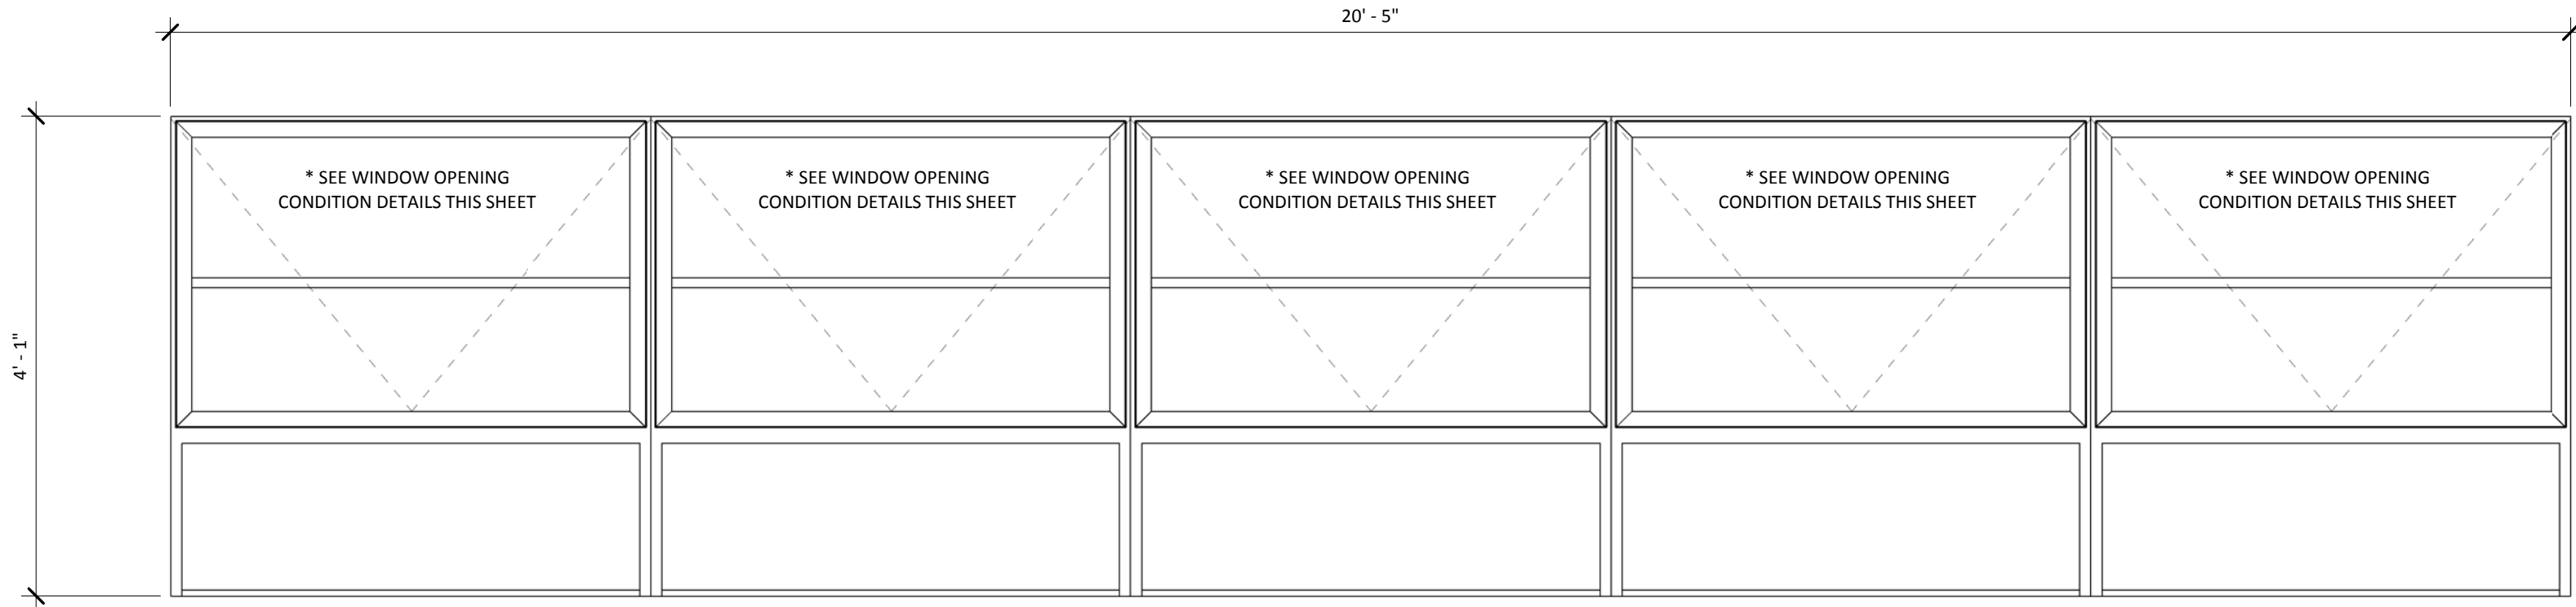 20' - 5"
* SEE WINDOW OPENING
CONDITION DETAILS THIS SHEET
* SEE WINDOW OPENING
CONDITION DETAILS THIS SHEET
* SEE WINDOW OPENING
CONDITION DETAILS THIS SHEET
* SEE WINDOW OPENING
CONDITION DETAILS THIS SHEET
* SEE WINDOW OPENING
CONDITION DETAILS THIS SHEET
4' - 1"